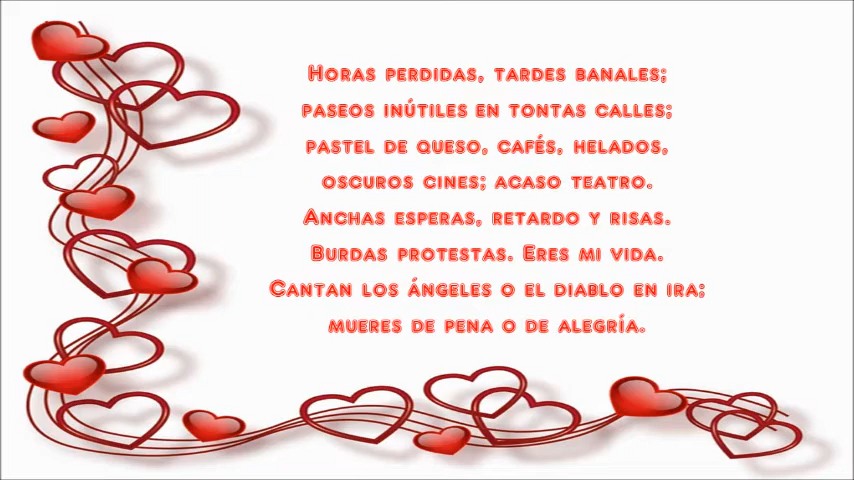 Horas perdidas, tardes banales;
paseos inútiles en tontas calles;
pastel de queso, cafés, helados,
oscuros cines; acaso teatro.
Anchas esperas, retardo y risas.
Burdas protestas. Eres mi vida.
Cantan los ángeles o el diablo en ira;
mueres de pena o de alegría.